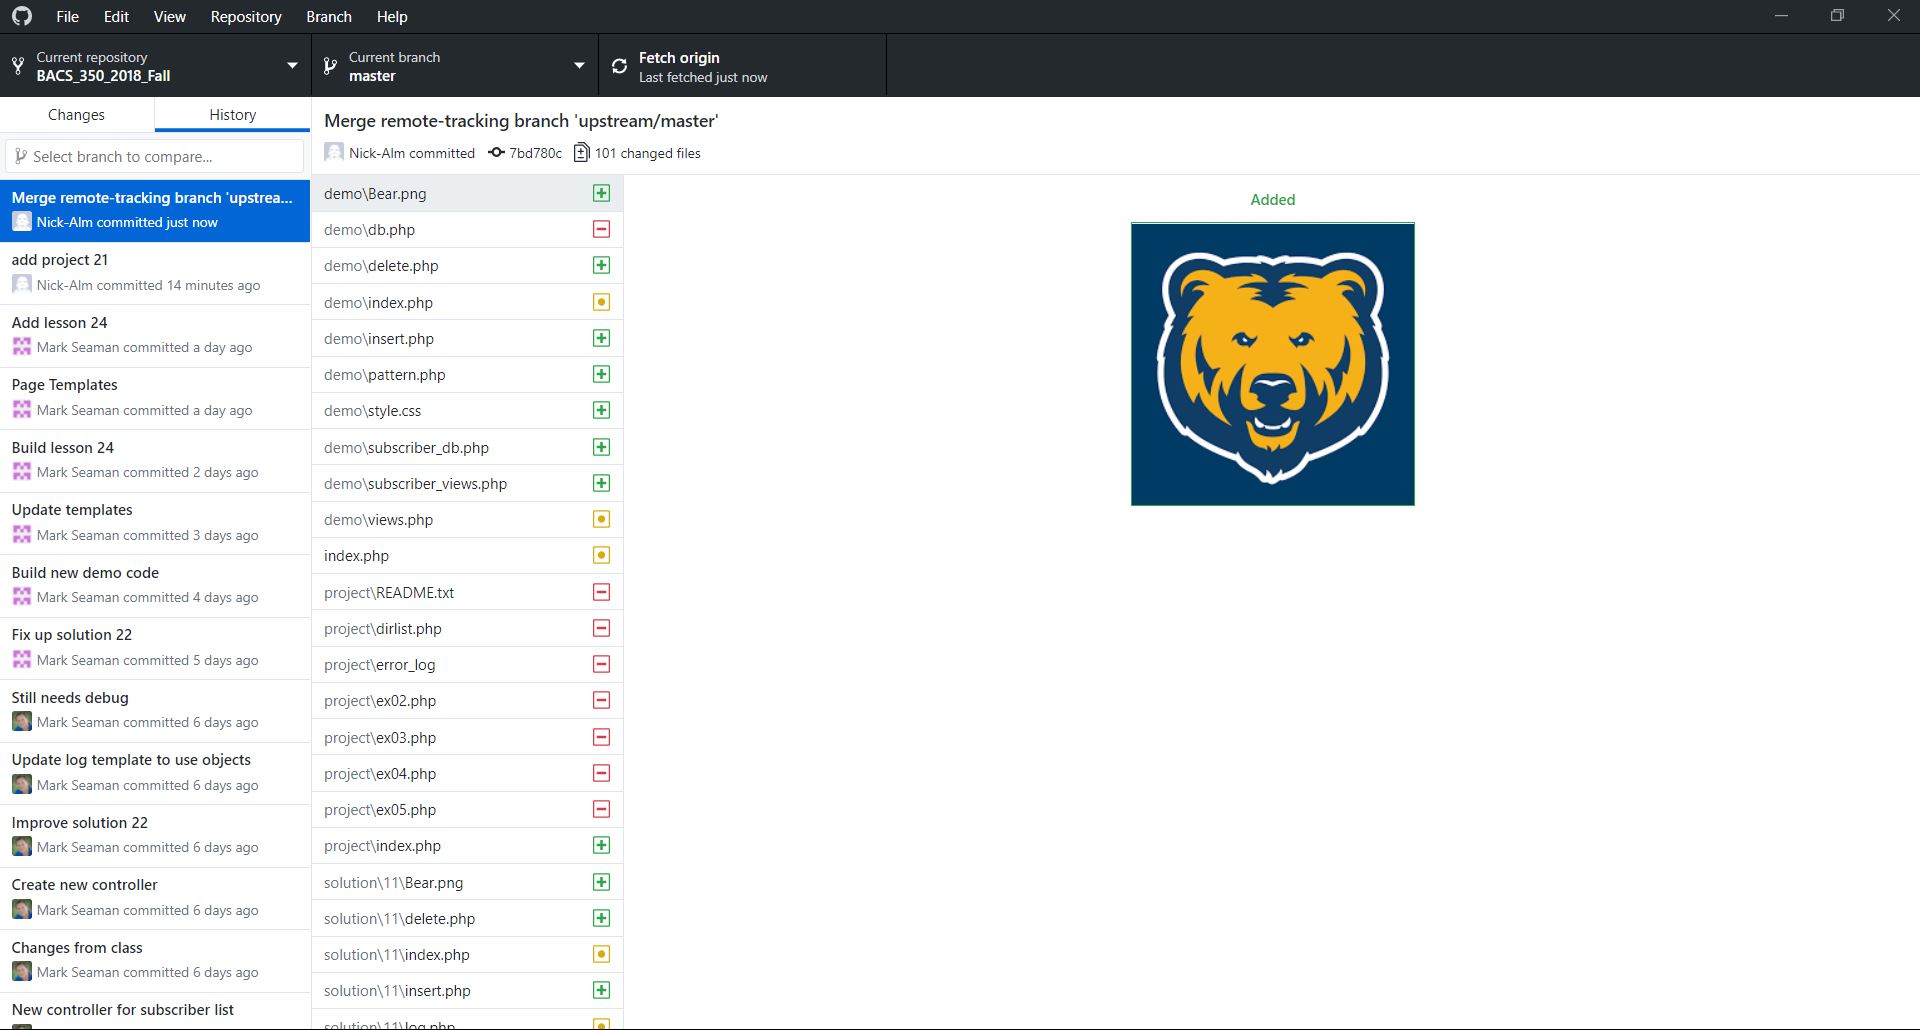 File Edit View Repository Branch Help
Current repository
BACS_350_2018_Fall
Current branch
master
Fetch origin
Last fetched just now
Changes
History
Select branch to compare...
Merge remote-tracking branch 'upstrea...
Nick-Alm committed just now
add project 21
Nick-Alm committed 14 minutes ago
Add lesson 24
Mark Seaman committed a day ago
Page Templates
Mark Seaman committed a day ago
Build lesson 24
Mark Seaman committed 2 days ago
Update templates
Mark Seaman committed 3 days ago
Build new demo code
Mark Seaman committed 4 days ago
Fix up solution 22
Mark Seaman committed 5 days ago
Still needs debug
Mark Seaman committed 6 days ago
Update log template to use objects
Mark Seaman committed 6 days ago
Improve solution 22
Mark Seaman committed 6 days ago
Create new controller
Mark Seaman committed 6 days ago
Changes from class
Mark Seaman committed 6 days ago
New controller for subscriber list
Merge remote-tracking branch 'upstream/master'
Nick-Alm committed 7bd780c 101 changed files
demo\Bear.png
demo\db.php
demo\delete.php
demo\index.php
demo\insert.php
demo\pattern.php
demo\style.css
demo\subscriber_db.php
demo\subscriber_views.php
demo\views.php
index.php
project\README.txt
project\dirlist.php
project\error_log
project\ex02.php
project\ex03.php
project\ex04.php
project\ex05.php
project\index.php
solution\11\Bear.png
solution\11\delete.php
solution\11\index.php
solution\11\insert.php
solution\11\log.php
Added